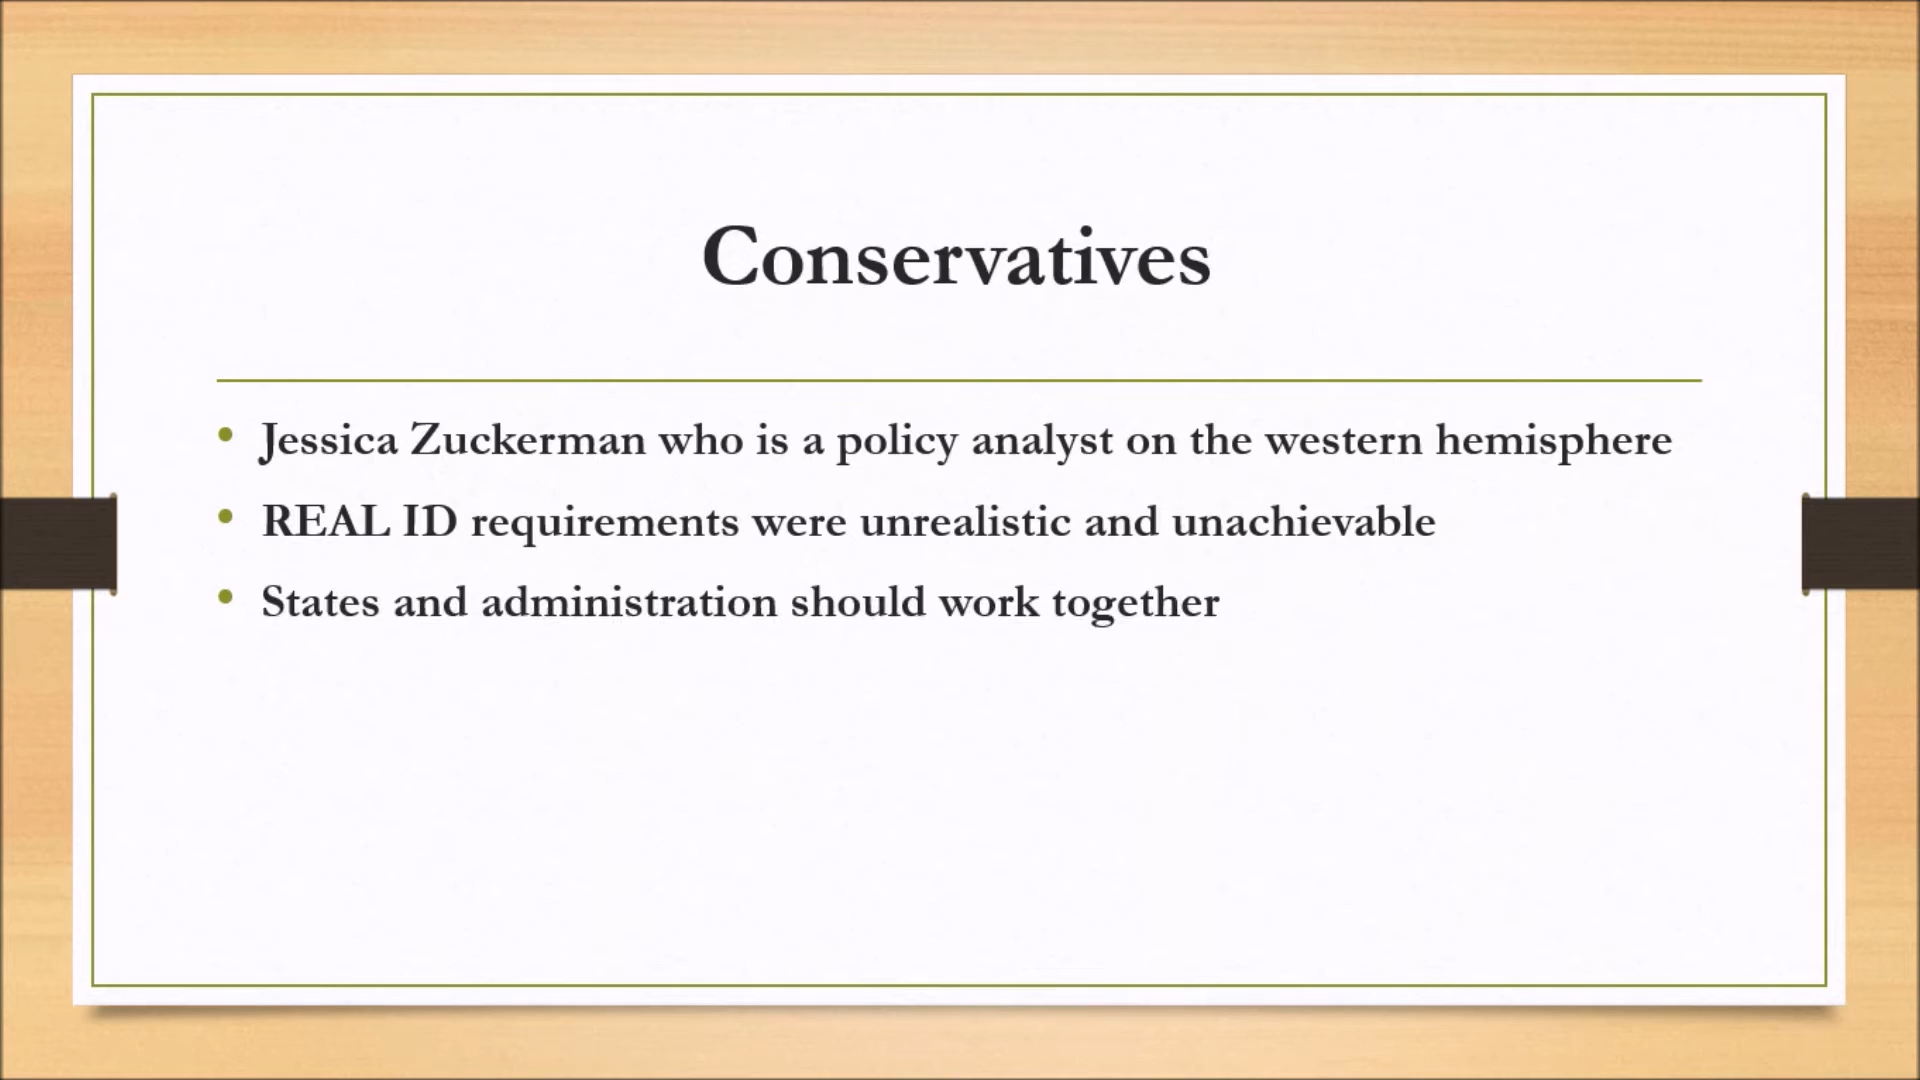 Conservatives
• Jessica Zuckerman who is a policy analyst on the western hemisphere
• REAL ID requirements were unrealistic and unachievable
• States and administration should work together